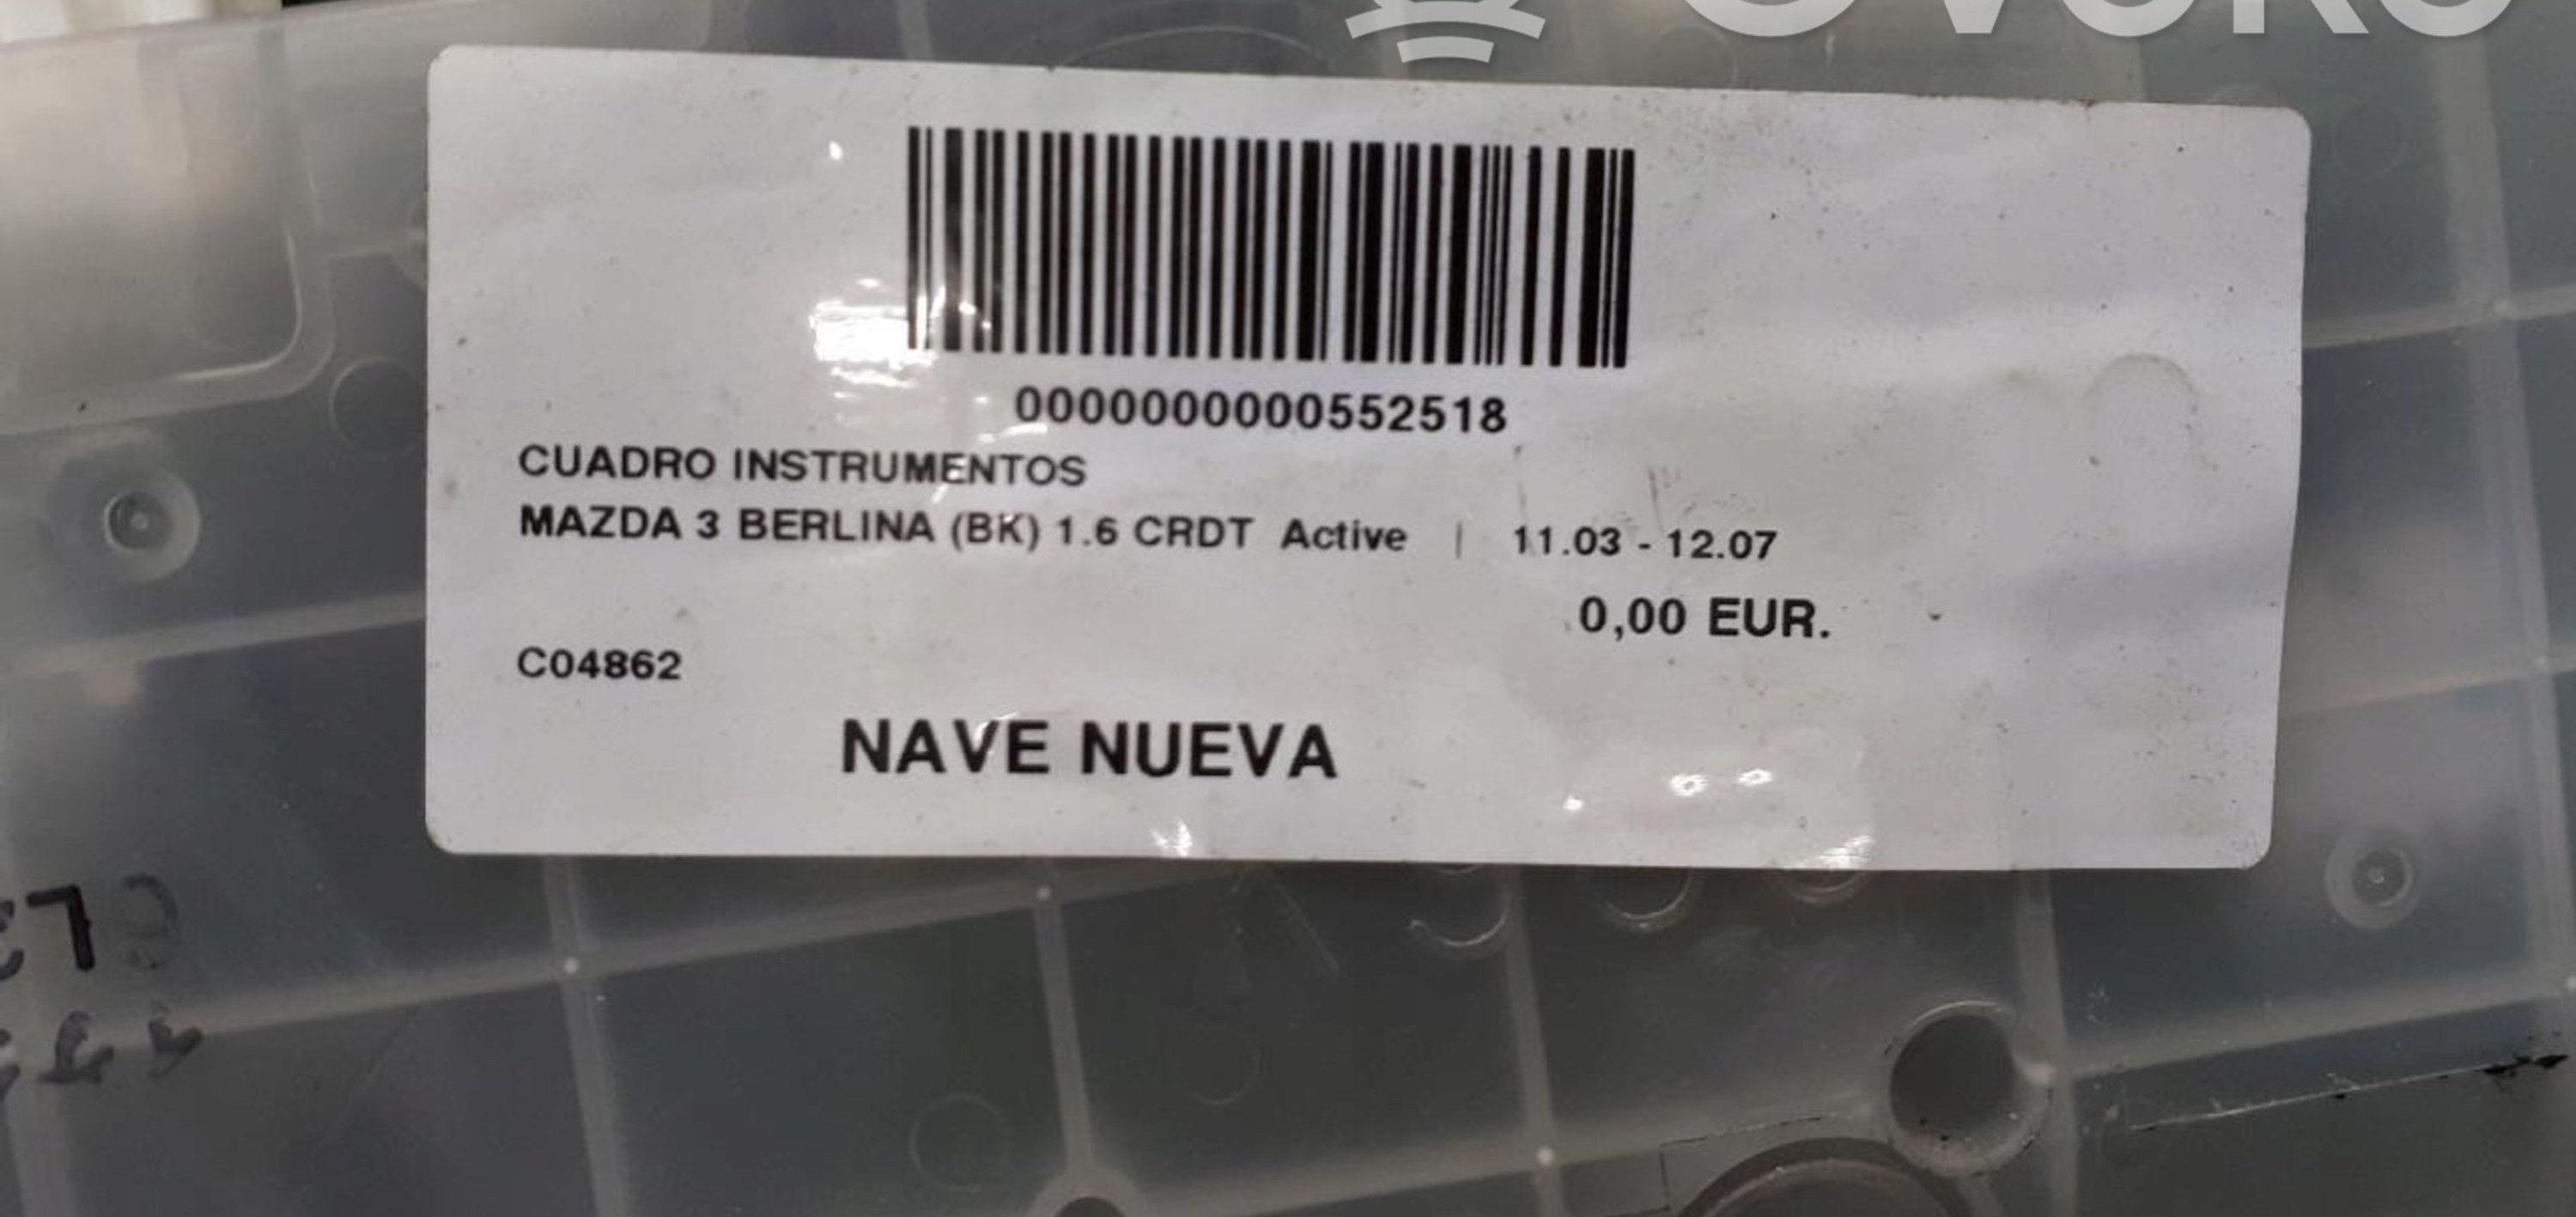 0000000000552518
CUADRO INSTRUMENTOS
MAZDA 3 BERLINA (BK) 1.6 CRDT Active | 11.03 - 12.07
0,00 EUR.
C04862
NAVE NUEVA